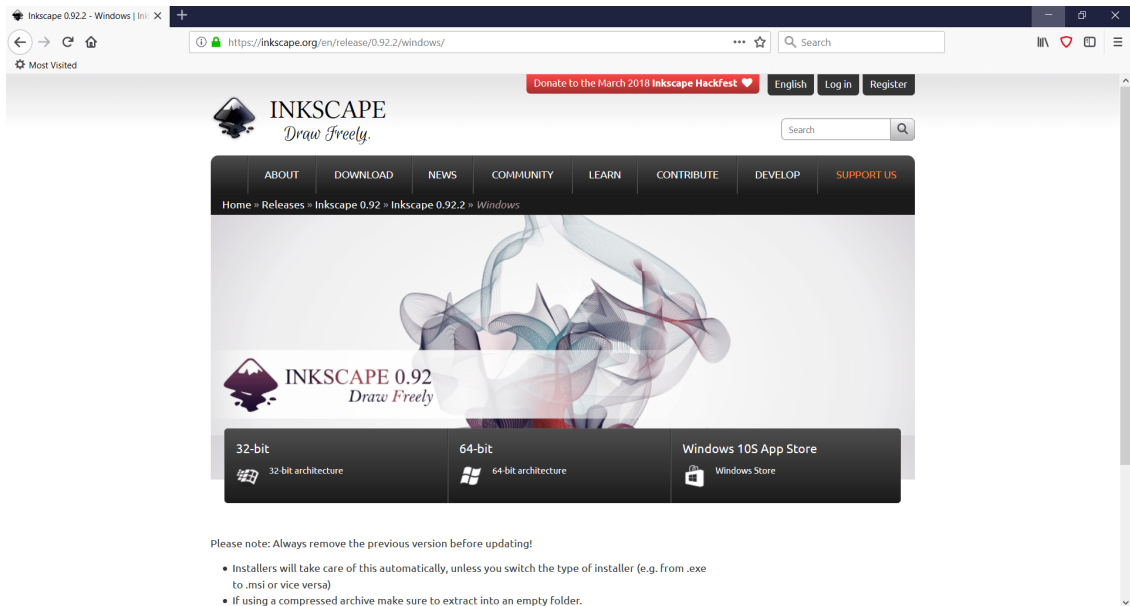 Inkscape 0.92.2 - Windows | Ink
https://inkscape.org/en/release/0.92.2/windows/
Search
Most Visited
Donate to the March 2018 Inkscape Hackfest
English
Log in
Register
INKSCAPE
Draw Freely.
Search
ABOUT
DOWNLOAD
NEWS
COMMUNITY
LEARN
CONTRIBUTE
DEVELOP
SUPPORT US
Home » Releases » Inkscape 0.92 » Inkscape 0.92.2 » Windows
INKSCAPE 0.92
Draw Freely
32-bit
32-bit architecture
64-bit
64-bit architecture
Windows 10S App Store
Windows Store
Please note: Always remove the previous version before updating!
• Installers will take care of this automatically, unless you switch the type of installer (e.g. from .exe
to .msi or vice versa)
• If using a compressed archive make sure to extract into an empty folder.